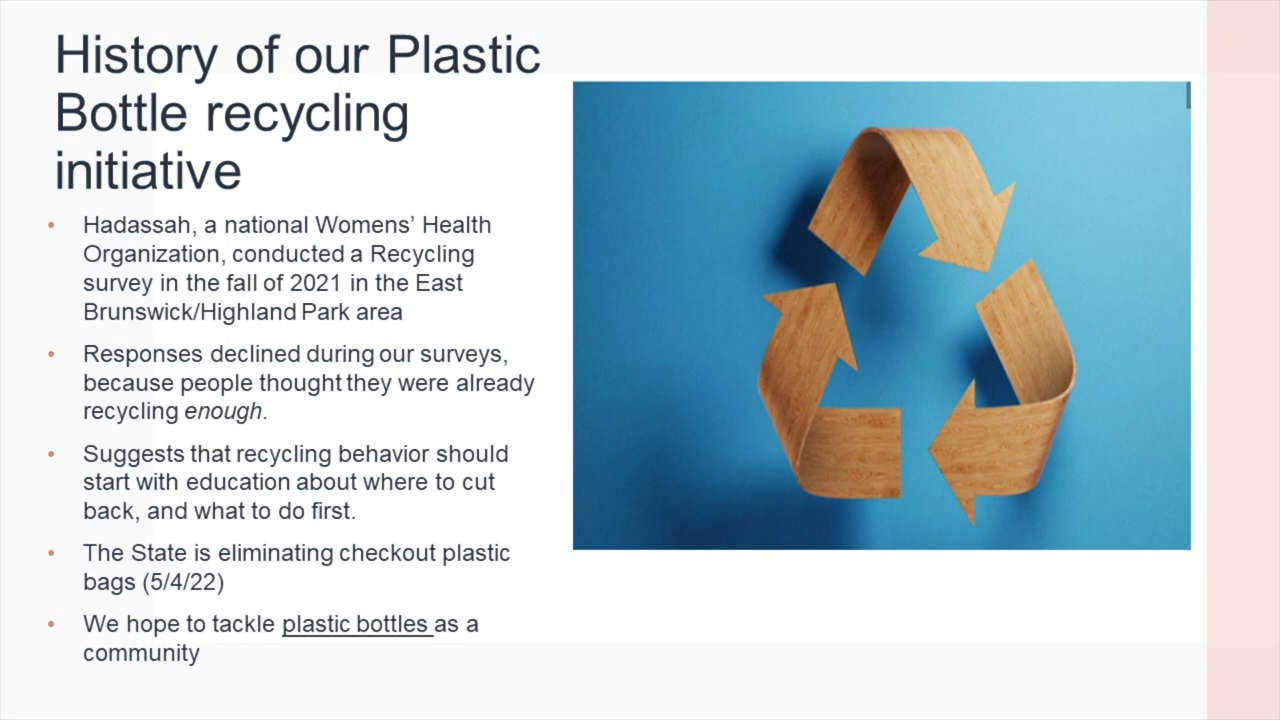 History of our Plastic
Bottle recycling
initiative
• Hadassah, a national Womens’ Health
Organization, conducted a Recycling
survey in the fall of 2021 in the East
Brunswick/Highland Park area
• Responses declined during our surveys,
because people thought they were already
recycling enough.
• Suggests that recycling behavior should
start with education about where to cut
back, and what to do first.
• The State is eliminating checkout plastic
bags (5/4/22)
• We hope to tackle plastic bottles as a
community